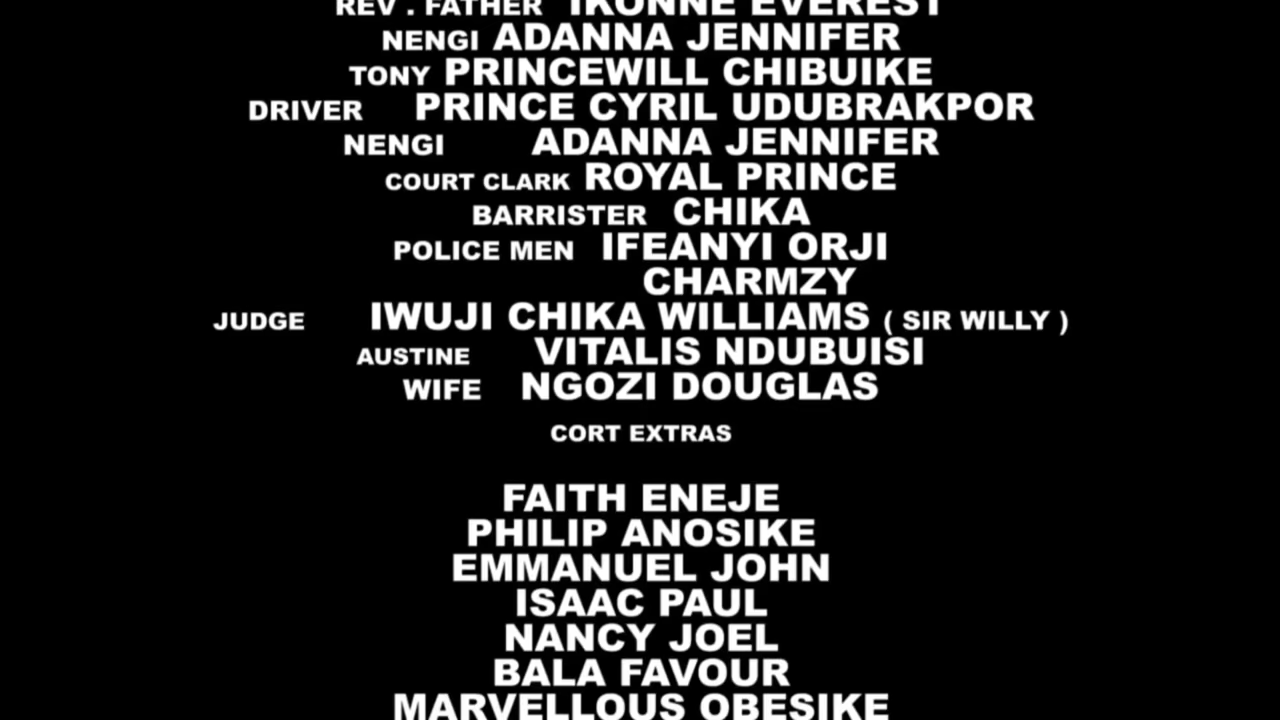 REV . FATHER IKONNE EVEREST
NENGI ADANNA JENNIFER
TONY PRINCEWILL CHIBUIKE
DRIVER PRINCE CYRIL UDUBRAKPOR
NENGI ADANNA JENNIFER
COURT CLARK ROYAL PRINCE
BARRISTER CHIKA
POLICE MEN IFEANYI ORJI
CHARMZY
JUDGE IWUJI CHIKA WILLIAMS ( SIR WILLY )
AUSTINE VITALIS NDUBUISI
WIFE NGOZI DOUGLAS
CORT EXTRAS
FAITH ENEJE
PHILIP ANOSIKE
EMMANUEL JOHN
ISAAC PAUL
NANCY JOEL
BALA FAVOUR
MARVELLOUS OBESIKE